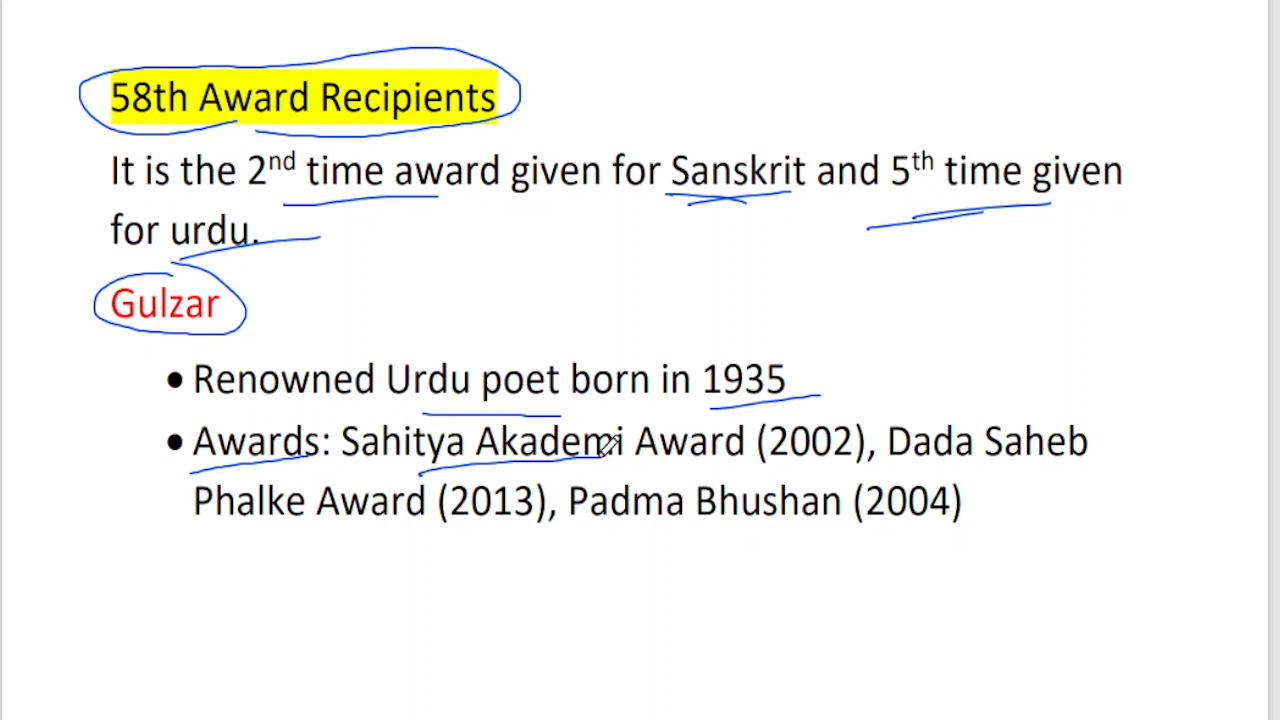 58th Award Recipients
It is the 2nd time award given for Sanskrit and 5th time given
for urdu.
Gulzar
• Renowned Urdu poet born in 1935
• Awards: Sahitya Akademi Award (2002), Dada Saheb
Phalke Award (2013), Padma Bhushan (2004)